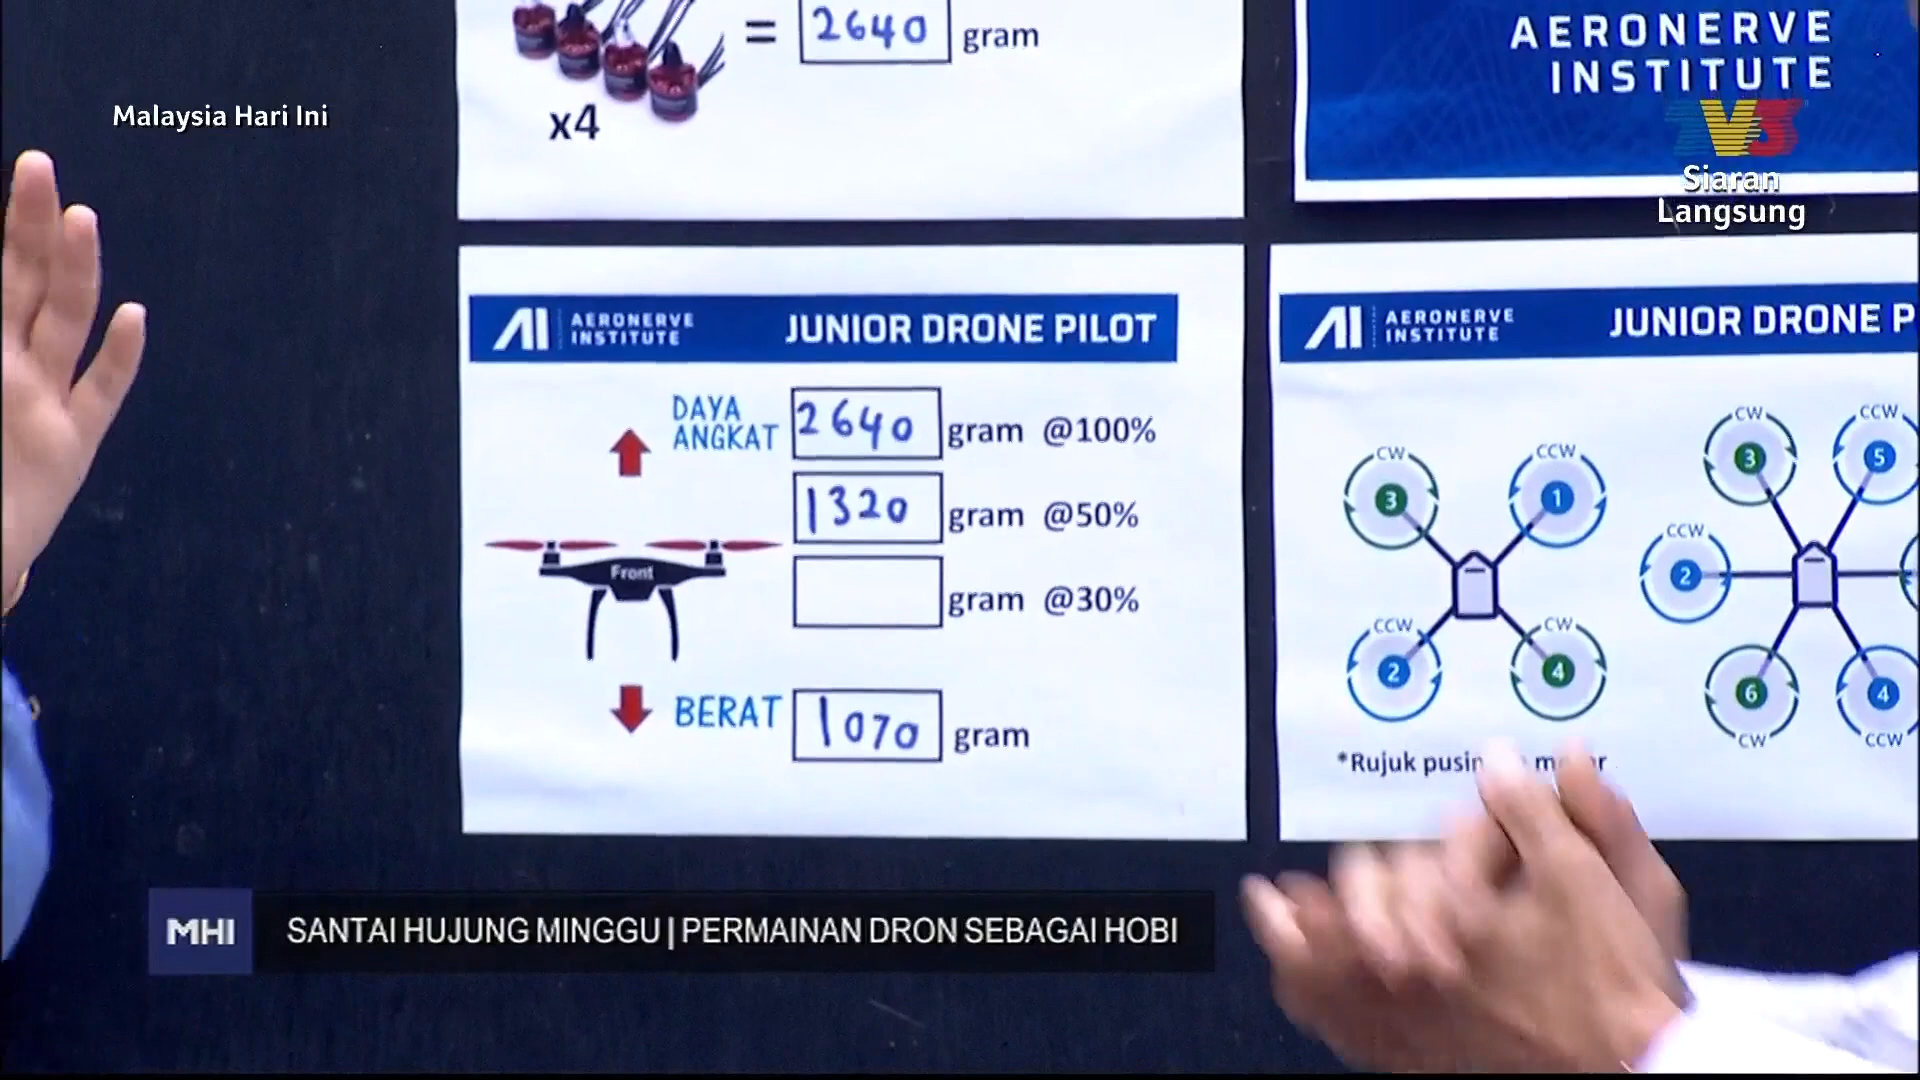 Malaysia Hari Ini
= 2640 gram
x4
AERONERVE
INSTITUTE
TV3
Siaran
Langsung
AI AERONERVE
INSTITUTE
JUNIOR DRONE PILOT
DAYA
ANGKAT
2640 gram @100%
1320 gram @50%
gram @30%
Front
BERAT 1070 gram
AI AERONERVE
INSTITUTE
JUNIOR DRONE P
CW
3
CCW
1
CCW
2
CW
4
CW
3
CCW
5
CCW
2
6
CW
4
CCW
*Rujuk
MHI
SANTAI HUJUNG MINGGU | PERMAINAN DRON SEBAGAI HOBI